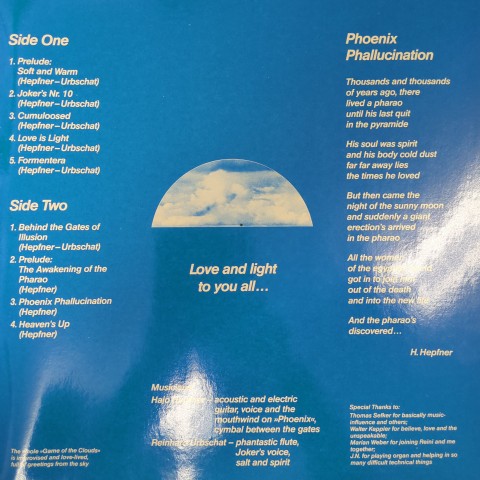 Side One
1. Prelude:
Soft and Warm
(Hepfner–Urbschat)
2. Joker's Nr. 10
(Hepfner–Urbschat)
3. Cumuloosed
(Hepfner–Urbschat)
4. Love is Light
(Hepfner–Urbschat)
5. Formentera
(Hepfner–Urbschat)
Side Two
1. Behind the Gates of
Illusion
(Hepfner–Urbschat)
2. Prelude:
The Awakening of the
Pharao
(Hepfner)
3. Phoenix Phallucination
(Hepfner)
4. Heaven's Up
(Hepfner)
The whole »Game of the Clouds«
is improvised and love-lived,
full of greetings from the sky
Love and light
to you all...
Musicians:
Hajo Hepfner – acoustic and electric
guitar, voice and the
mouthwind on »Phoenix«,
cymbal between the gates
Reinhard Urbschat – phantastic flute,
Joker's voice,
salt and spirit
Phoenix
Phallucination
Thousands and thousands
of years ago, there
lived a pharao
until his last quit
in the pyramide
His soul was spirit
and his body cold dust
far far away lies
the times he loved
But then came the
night of the sunny moon
and suddenly a giant
erection's arrived
in the pharao
All the women
of the
got in to
out of the death
and into the new
And the pharao's
discovered...
H. Hepfner
Special Thanks to:
Thomas Selker for basically music-
influence and others;
Walter Keppler for believe, love and the
unspeakable;
Marian Weber for joining Reini and me
together;
J.N. for playing organ and helping in so
many difficult technical things